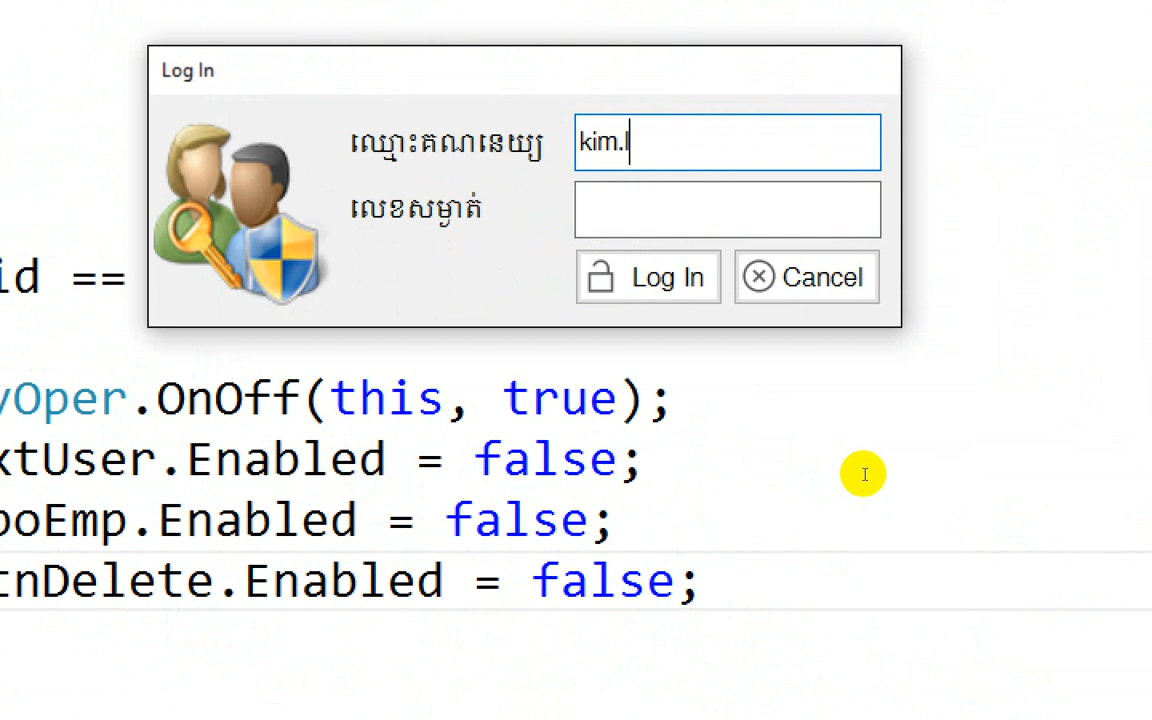 Log In
ឈ្មោះគណនេយ្យ kim.l
លេខសម្ងាត់
Log In Cancel
id ==
yOper.OnOff(this, true);
xtUser.Enabled = false;
boEmp.Enabled = false;
tnDelete.Enabled = false;